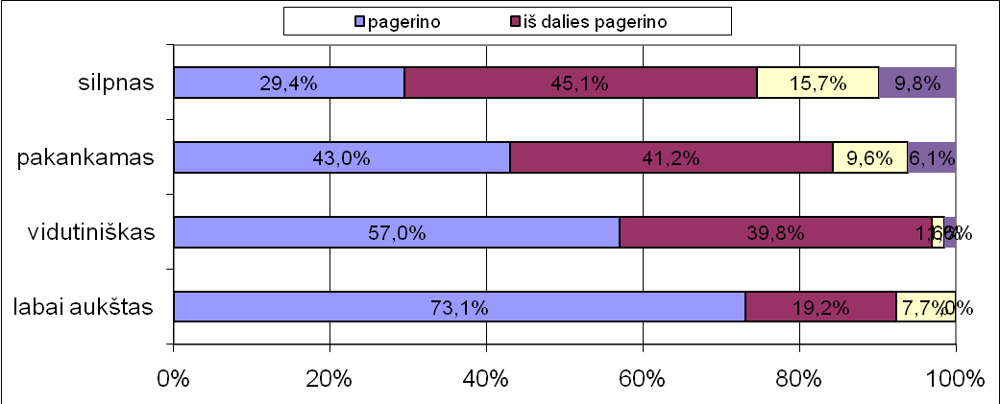 pagerino iš dalies pagerino
silpnas 29,4% 45,1% 15,7% 9,8%
pakankamas 43,0% 41,2% 9,6% 6,1%
vidutiniškas 57,0% 39,8%
labai aukštas 73,1% 19,2% 7,7%
0% 20% 40% 60% 80% 100%